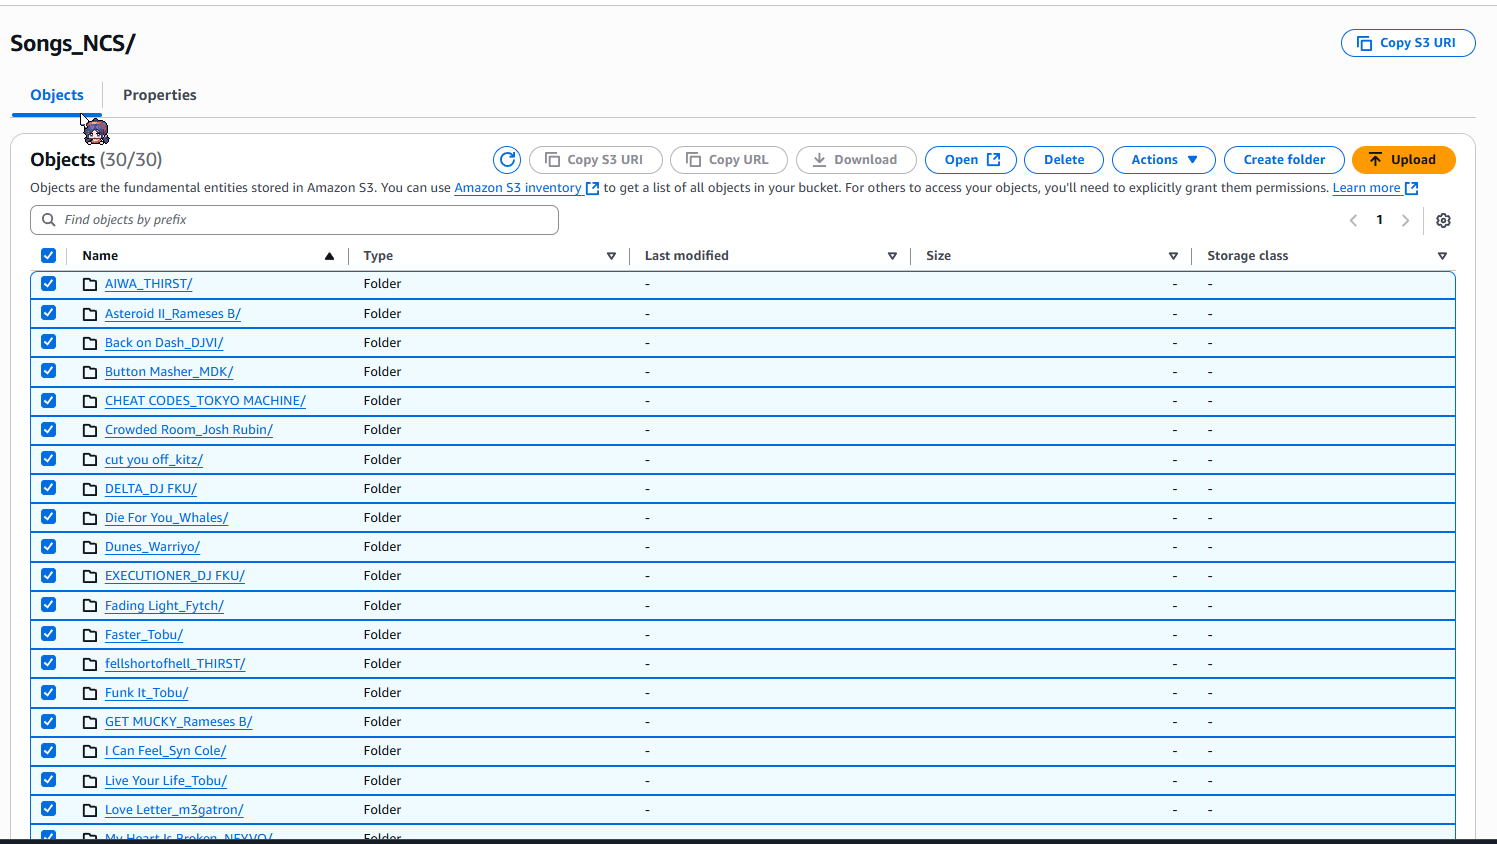 Songs_NCS/
Copy S3 URI
Objects Properties
Objects (30/30) Copy S3 URI Copy URL Download Open Delete Actions Create folder Upload
Objects are the fundamental entities stored in Amazon S3. You can use Amazon S3 inventory to get a list of all objects in your bucket. For others to access your objects, you'll need to explicitly grant them permissions. Learn more
Find objects by prefix 1
Name Type Last modified Size Storage class
AIWA_THIRST/ Folder - - -
Asteroid II_Rameses B/ Folder - - -
Back on Dash_DJVI/ Folder - - -
Button Masher_MDK/ Folder - - -
CHEAT CODES_TOKYO MACHINE/ Folder - - -
Crowded Room_Josh Rubin/ Folder - - -
cut you off_kitz/ Folder - - -
DELTA_DJ FKU/ Folder - - -
Die For You_Whales/ Folder - - -
Dunes_Warriyo/ Folder - - -
EXECUTIONER_DJ FKU/ Folder - - -
Fading Light_Fytch/ Folder - - -
Faster_Tobu/ Folder - - -
fellshortofhell_THIRST/ Folder - - -
Funk It_Tobu/ Folder - - -
GET MUCKY_Rameses B/ Folder - - -
I Can Feel_Syn Cole/ Folder - - -
Live Your Life_Tobu/ Folder - - -
Love Letter_m3gatron/ Folder - - -
My Heart Is Broken_NEYVO/